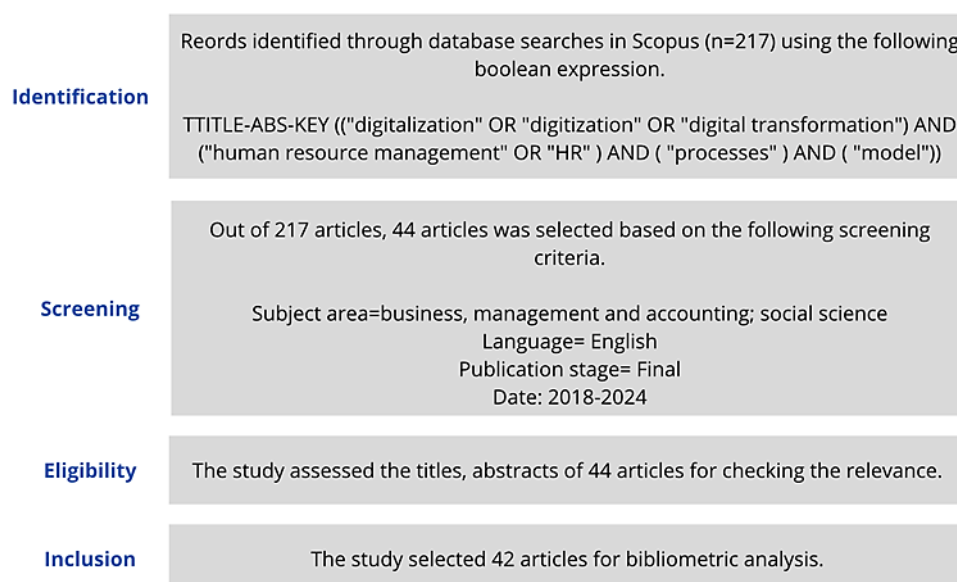 Identification
Reords identified through database searches in Scopus (n=217) using the following
boolean expression.
TTITLE-ABS-KEY (("digitalization" OR "digitization" OR "digital transformation") AND
("human resource management" OR "HR" ) AND ( "processes" ) AND ( "model"))
Screening
Out of 217 articles, 44 articles was selected based on the following screening
criteria.
Subject area=business, management and accounting; social science
Language= English
Publication stage= Final
Date: 2018-2024
Eligibility
The study assessed the titles, abstracts of 44 articles for checking the relevance.
Inclusion
The study selected 42 articles for bibliometric analysis.